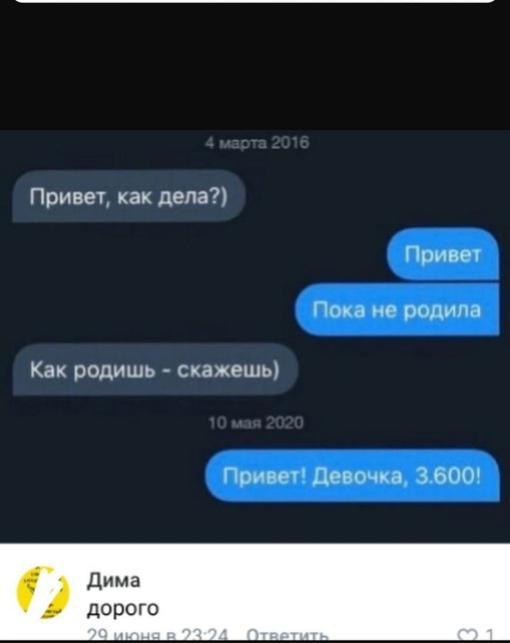 4 марта 2016
Привет, как дела?)
Привет
Пока не родила
Как родишь - скажешь)
10 мая 2020
Привет! Девочка, 3.600!
Дима
дорого
29 июня в 23:24 Ответить 1